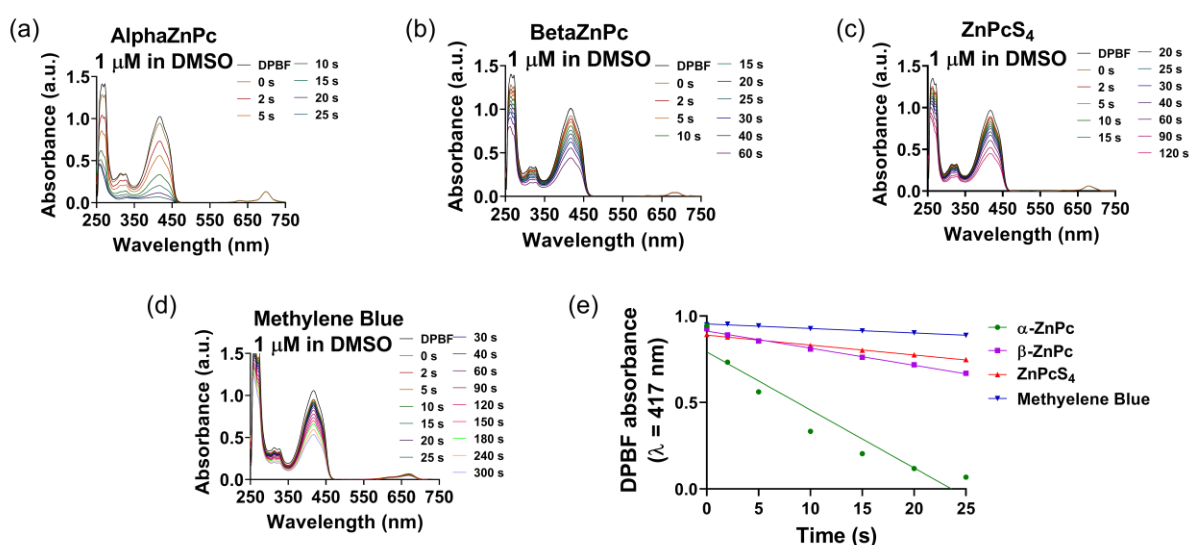 (a)
AlphaZnPc
1 μM in DMSO
Absorbance (a.u.)
1.5
1.0
0.5
0.0
250 350 450 550 650 750
Wavelength (nm)
DPBF
0 s
2 s
5 s
10 s
15 s
20 s
25 s
(b)
BetaZnPc
1 μM in DMSO
Absorbance (a.u.)
1.5
1.0
0.5
0.0
250 350 450 550 650 750
Wavelength (nm)
DPBF
0 s
2 s
5 s
10 s
15 s
20 s
25 s
30 s
40 s
60 s
(c)
ZnPcS₄
1 μM in DMSO
Absorbance (a.u.)
1.5
1.0
0.5
0.0
250 350 450 550 650 750
Wavelength (nm)
DPBF
0 s
2 s
5 s
10 s
15 s
20 s
25 s
30 s
40 s
60 s
90 s
120 s
(d)
Methylene Blue
1 μM in DMSO
Absorbance (a.u.)
1.5
1.0
0.5
0.0
250 350 450 550 650 750
Wavelength (nm)
DPBF
0 s
2 s
5 s
10 s
15 s
20 s
25 s
30 s
40 s
60 s
90 s
120 s
150 s
180 s
240 s
300 s
(e)
DPBF absorbance
(λ = 417 nm)
1.0
0.5
0.0
0 5 10 15 20 25
Time (s)
α-ZnPc
β-ZnPc
ZnPcS₄
Methyelene Blue